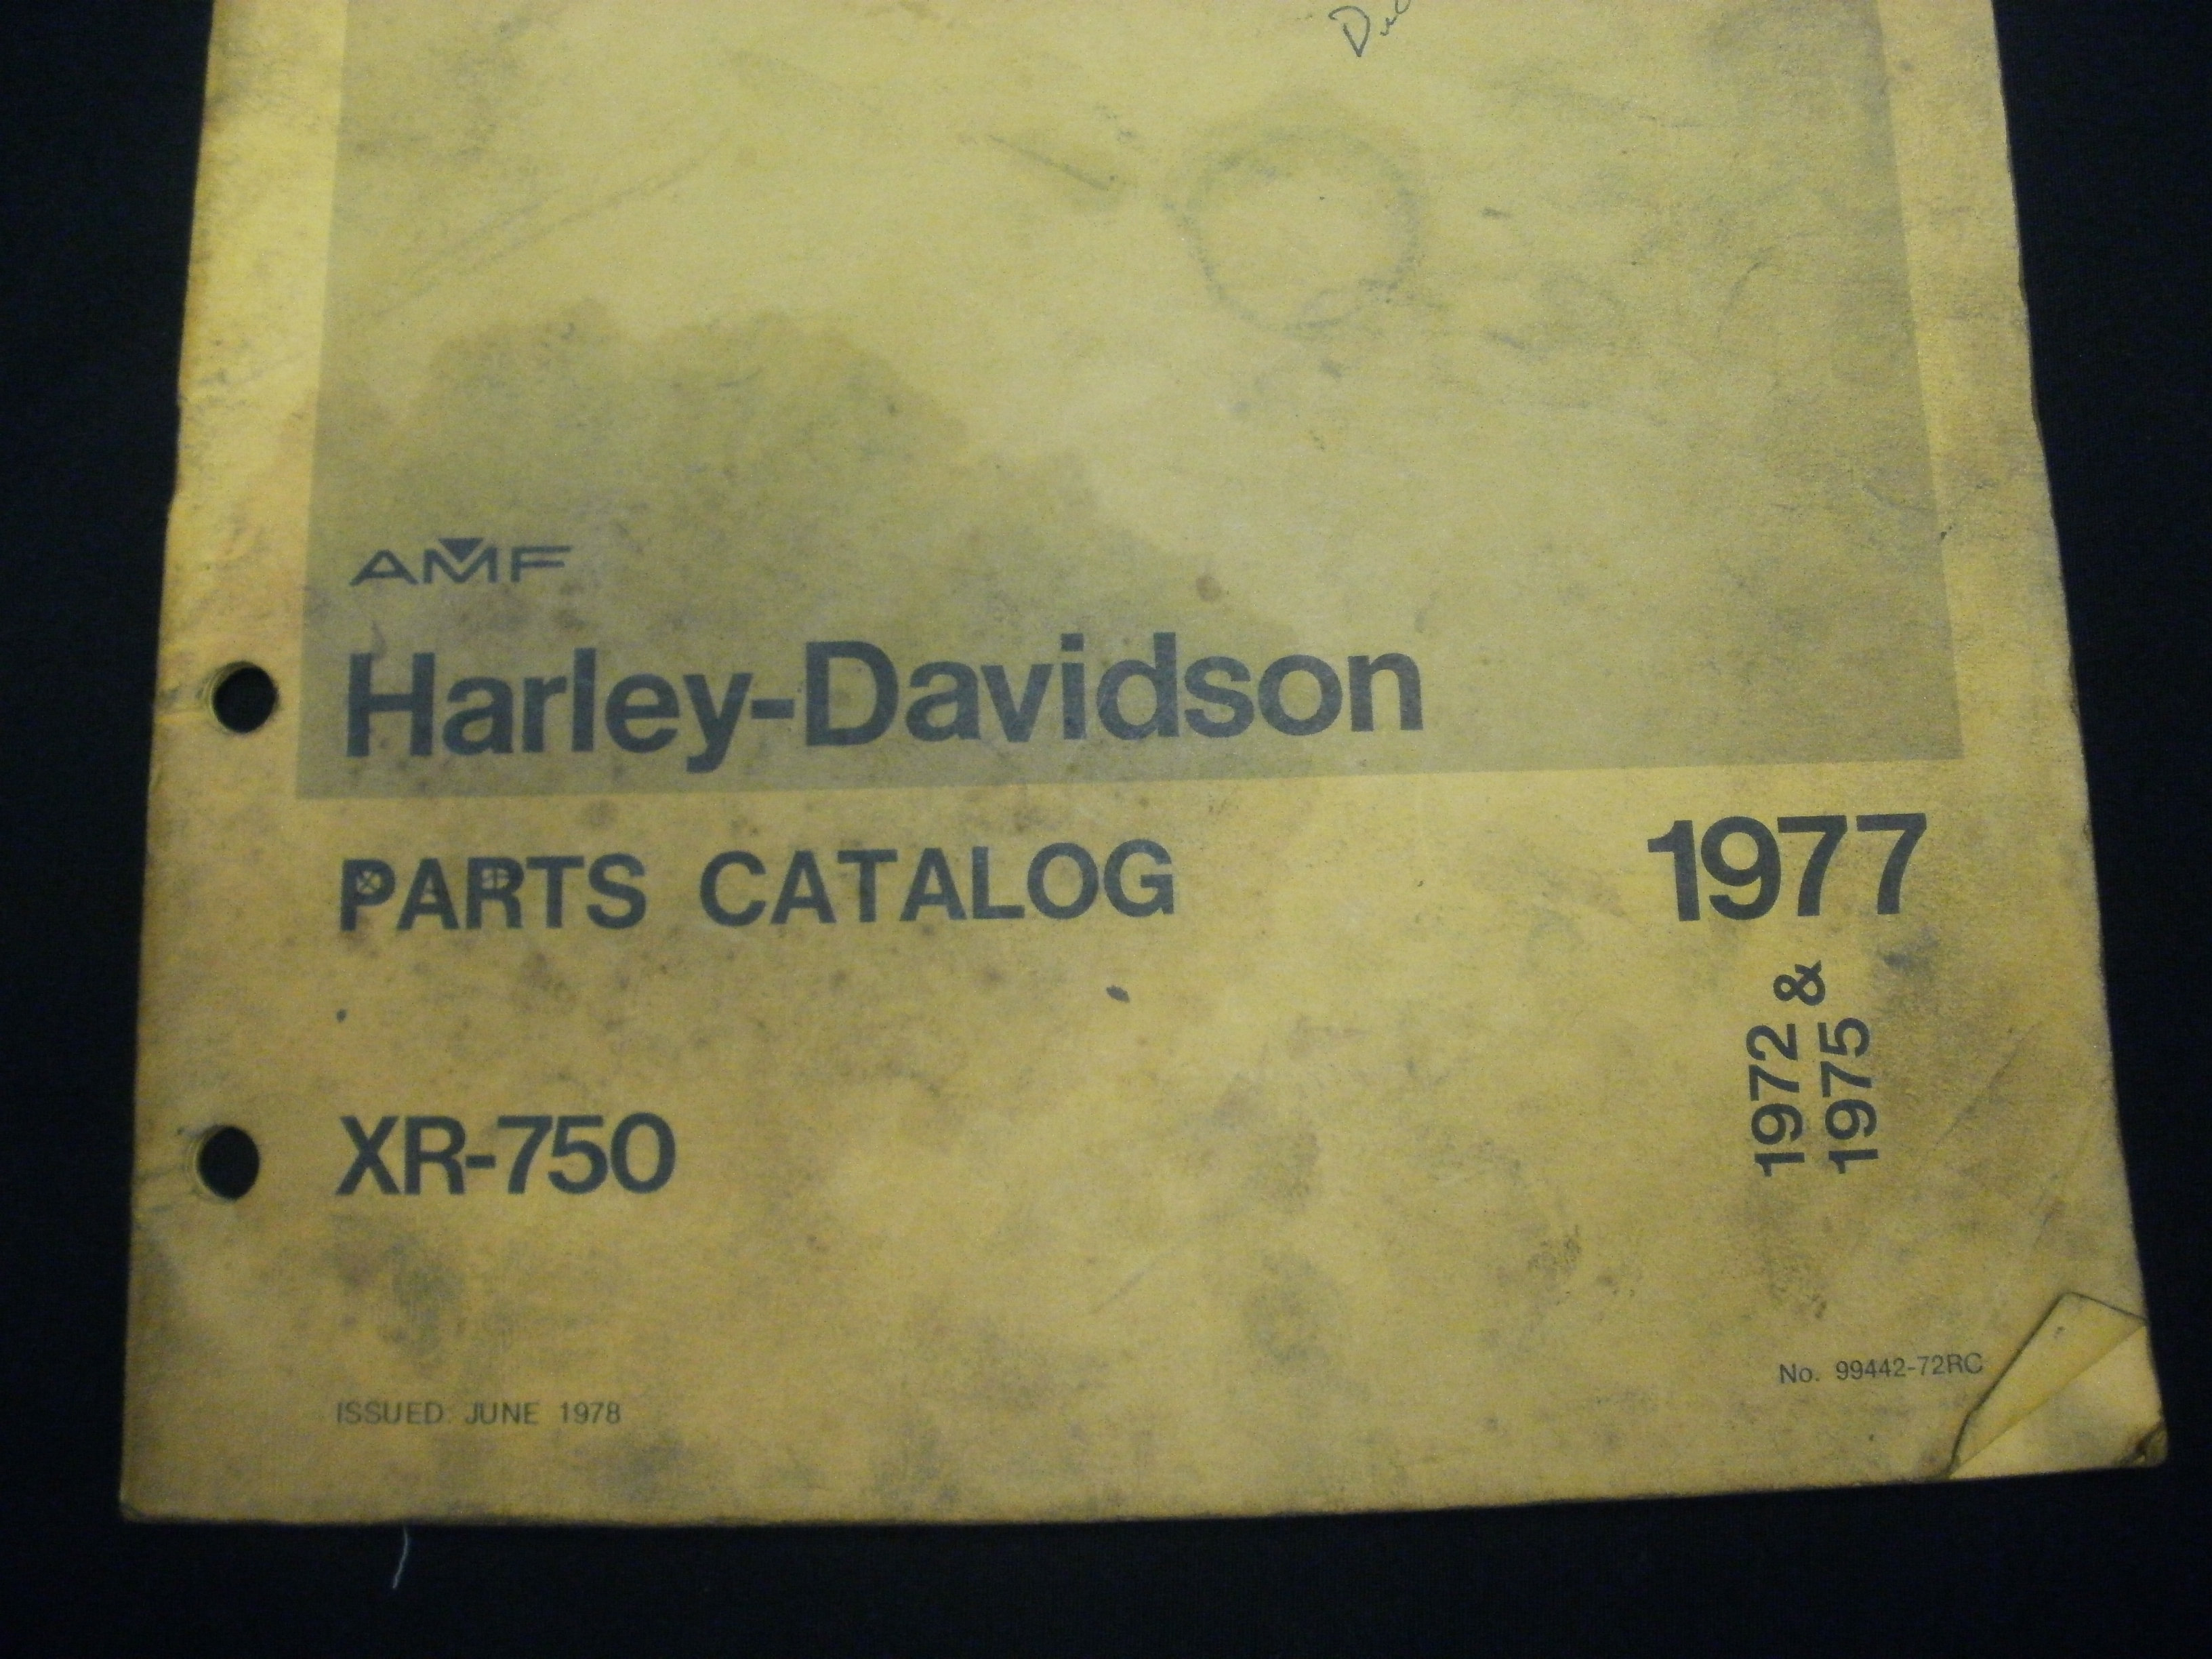 AMF
Harley-Davidson
PARTS CATALOG
1977
1972 &
1975
XR-750
No. 99442-72RC
ISSUED JUNE 1978